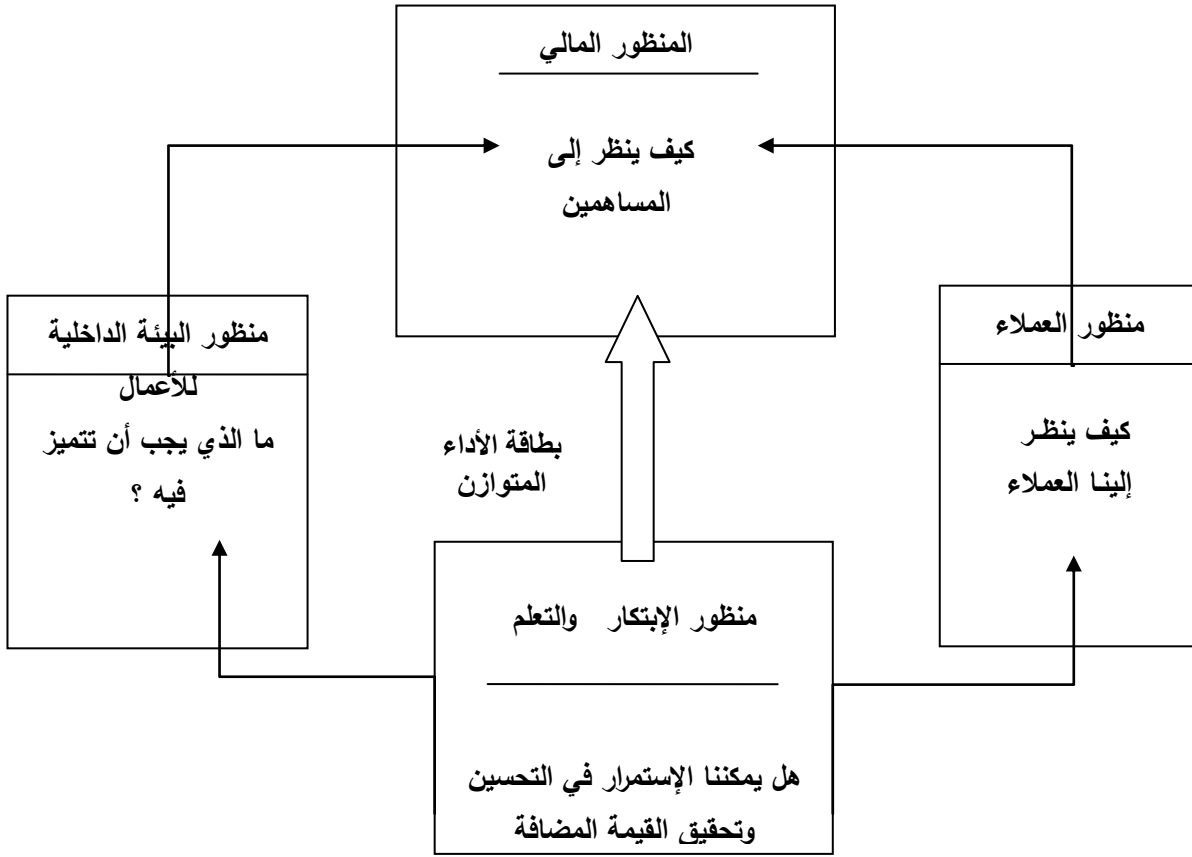 المنظور المالي
كيف ينظر إلى
المساهمين
منظور العملاء
كيف ينظر
إلينا العملاء
منظور البيئة الداخلية
للأعمال
ما الذي يجب أن تتميز
فيه ؟
بطاقة الأداء
المتوازن
منظور الإبتكار والتعلم
هل يمكننا الإستمرار في التحسين
وتحقيق القيمة المضافة